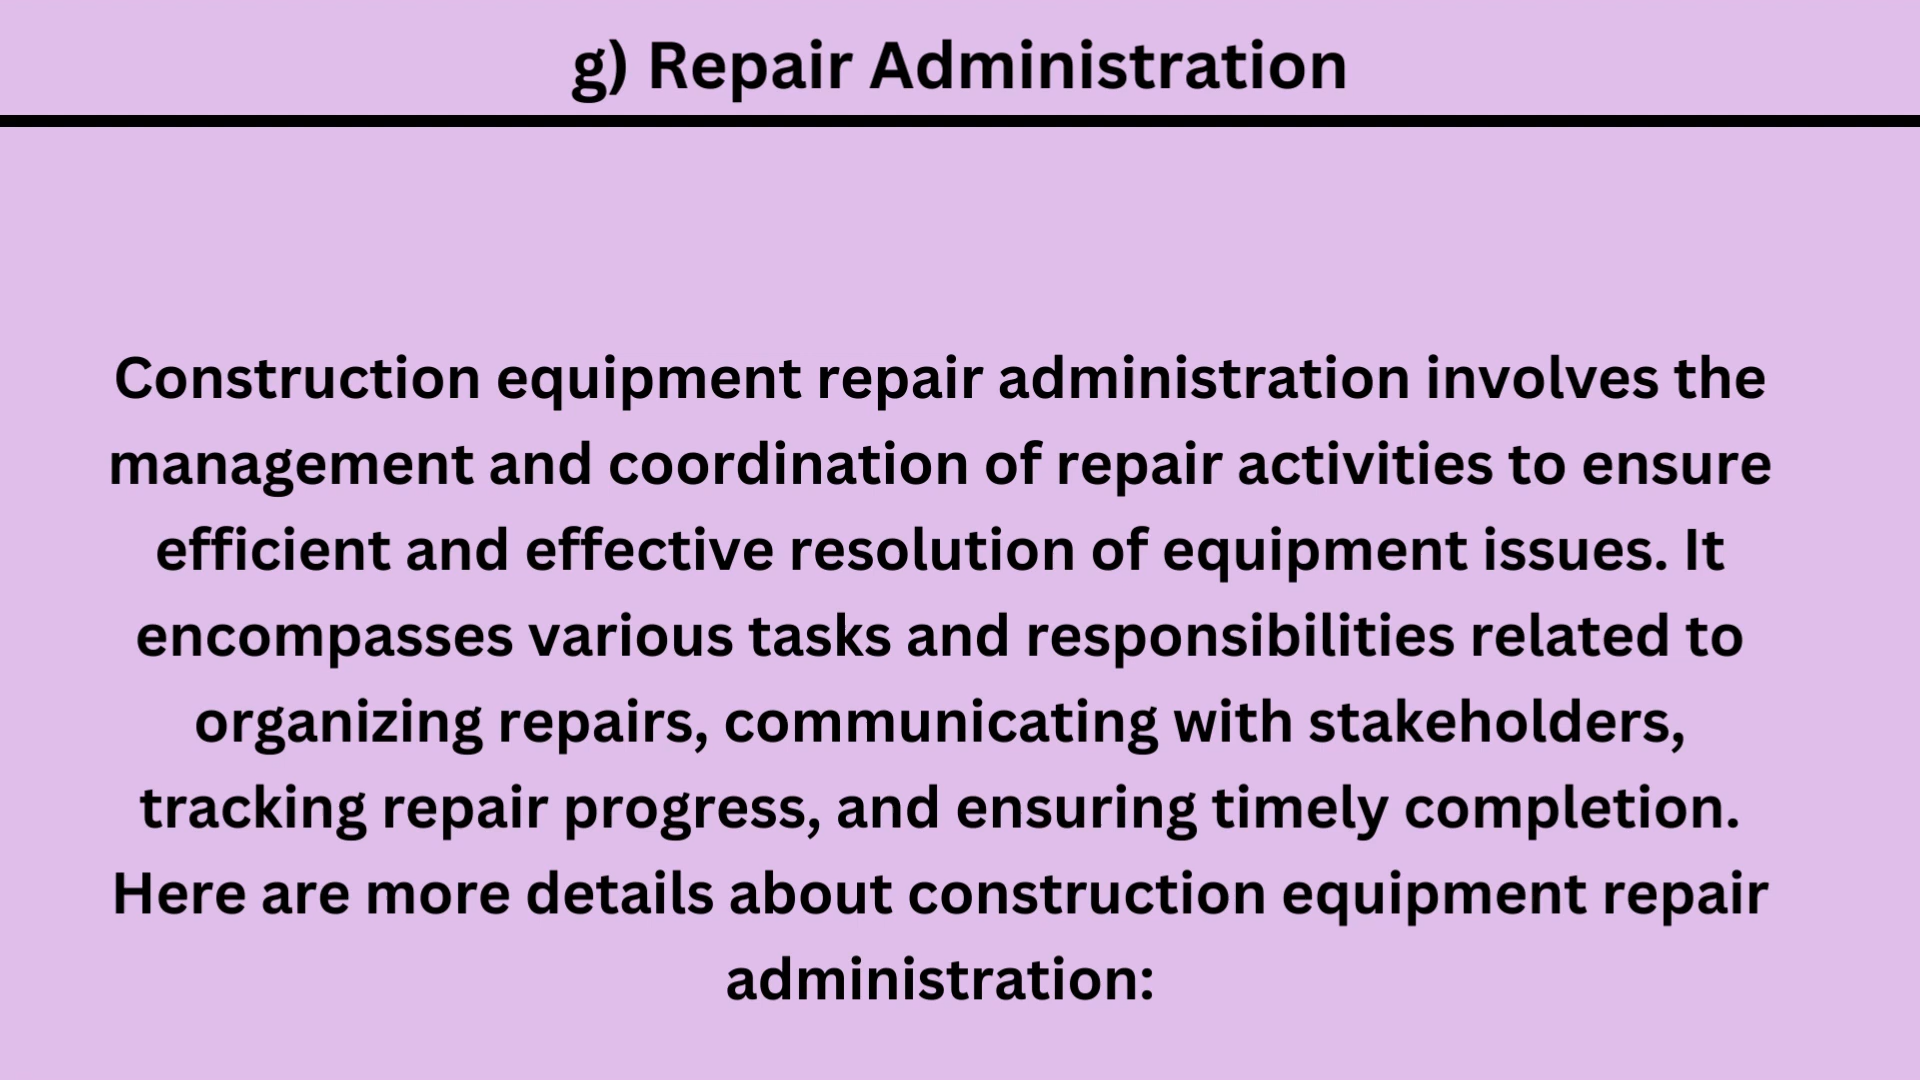 g) Repair Administration
Construction equipment repair administration involves the
management and coordination of repair activities to ensure
efficient and effective resolution of equipment issues. It
encompasses various tasks and responsibilities related to
organizing repairs, communicating with stakeholders,
tracking repair progress, and ensuring timely completion.
Here are more details about construction equipment repair
administration: